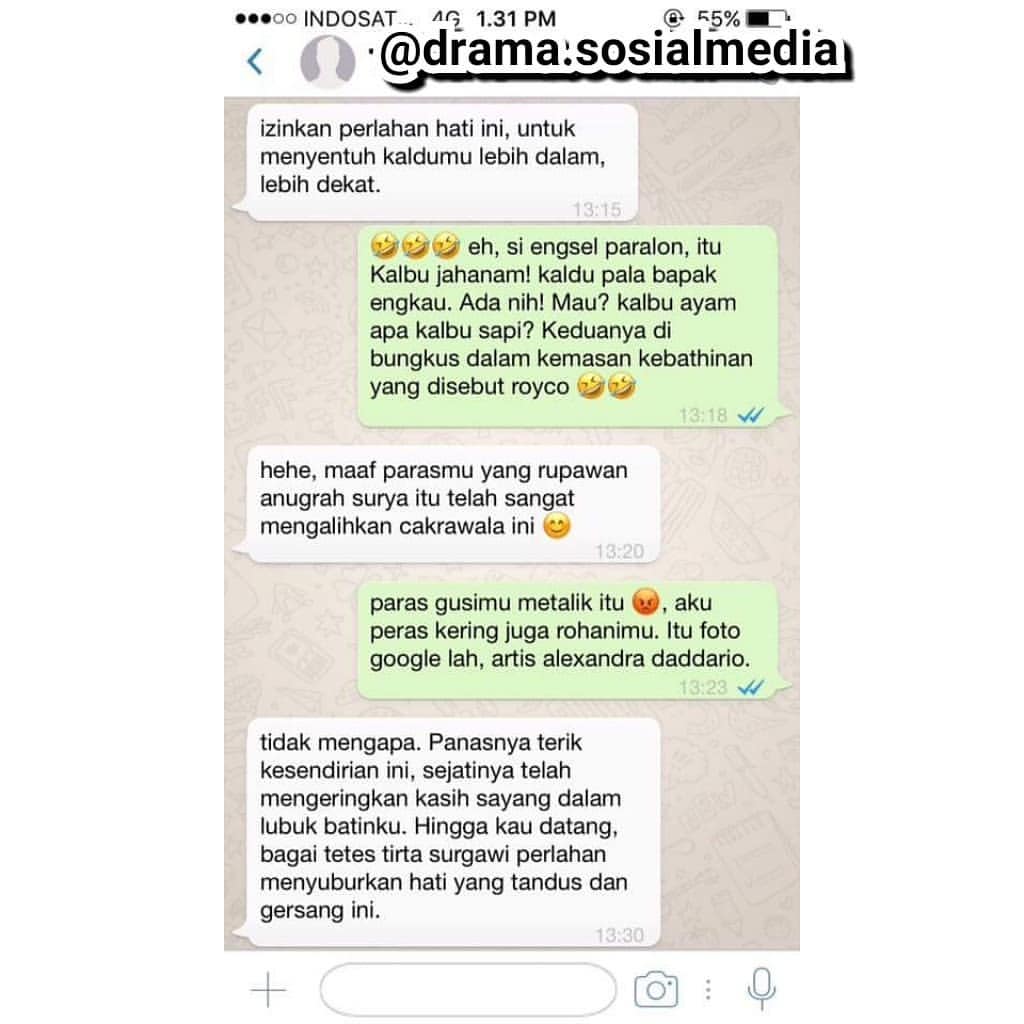 INDOSAT... 4G 1.31 PM 55%
@drama.sosialmedia
izinkan perlahan hati ini, untuk
menyentuh kaldumu lebih dalam,
lebih dekat.
13:15
🤣🤣🤣 eh, si engsel paralon, itu
Kalbu jahanam! kaldu pala bapak
engkau. Ada nih! Mau? kalbu ayam
apa kalbu sapi? Keduanya di
bungkus dalam kemasan kebathinan
yang disebut royco 🤣🤣
13:18
hehe, maaf parasmu yang rupawan
anugrah surya itu telah sangat
mengalihkan cakrawala ini 😊
13:20
paras gusimu metalik itu 😡, aku
peras kering juga rohanimu. Itu foto
google lah, artis alexandra daddario.
13:23
tidak mengapa. Panasnya terik
kesendirian ini, sejatinya telah
mengeringkan kasih sayang dalam
lubuk batinku. Hingga kau datang,
bagai tetes tirta surgawi perlahan
menyuburkan hati yang tandus dan
gersang ini.
13:30